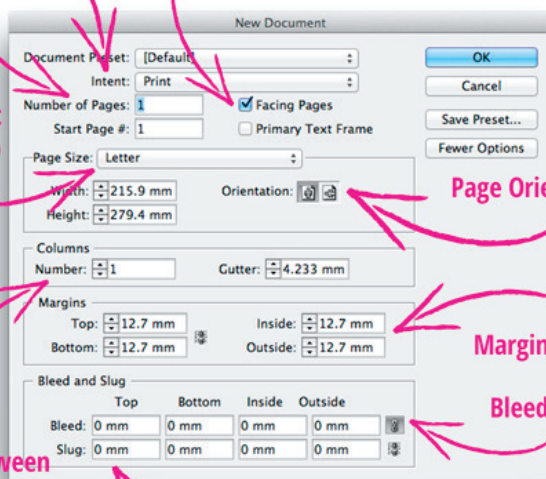 New Document
Document Preset: [Default] OK
Intent: Print Cancel
Number of Pages: 1 Facing Pages Save Preset...
Start Page #: 1 Primary Text Frame Fewer Options
Page Size: Letter
Width: 215.9 mm Orientation: Page Orie
Height: 279.4 mm
Columns
Number: 1 Gutter: 4.233 mm
Margins
Top: 12.7 mm Inside: 12.7 mm
Bottom: 12.7 mm Outside: 12.7 mm Margin
Bleed and Slug
Top Bottom Inside Outside Bleed
Bleed: 0 mm 0 mm 0 mm 0 mm
Slug: 0 mm 0 mm 0 mm 0 mm
ween